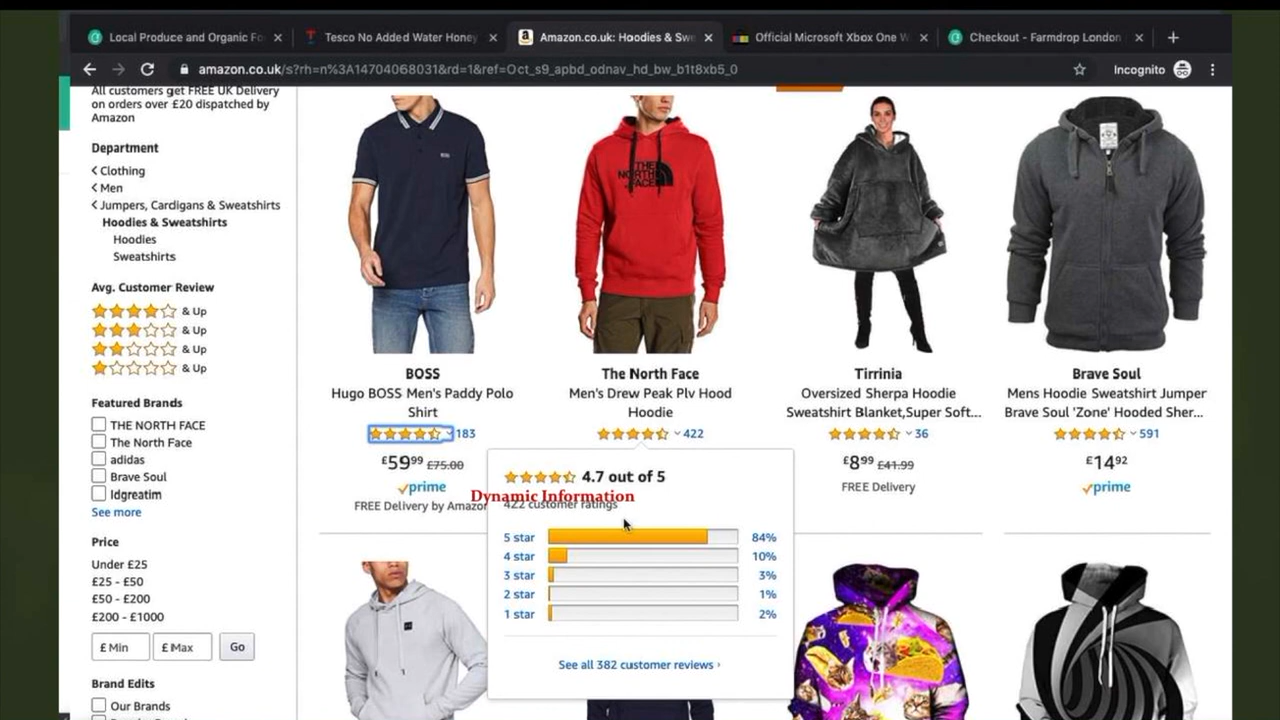 Local Produce and Organic Fo
Tesco No Added Water Honey
Amazon.co.uk: Hoodies & Swe
Official Microsoft Xbox One W
Checkout - Farmdrop London
amazon.co.uk/s?rh=n%3A14704068031&rd=1&ref=Oct_s9_apbd_odnav_hd_bw_b1t8xb5_0
Incognito
All customers get FREE UK Delivery
on orders over £20 dispatched by
Amazon
Department
Clothing
Men
Jumpers, Cardigans & Sweatshirts
Hoodies & Sweatshirts
Hoodies
Sweatshirts
Avg. Customer Review
& Up
& Up
& Up
& Up
Featured Brands
THE NORTH FACE
The North Face
adidas
Brave Soul
Idgreatim
See more
Price
Under £25
£25 - £50
£50 - £200
£200 - £1000
£ Min
£ Max
Go
Brand Edits
Our Brands
BOSS
Hugo BOSS Men's Paddy Polo
Shirt
183
£5999 £75.00
prime
FREE Delivery by Amazon
THE
NORTH
FACE
The North Face
Men's Drew Peak Plv Hood
Hoodie
422
4.7 out of 5
Dynamic Information
422 customer ratings
5 star 84%
4 star 10%
3 star 3%
2 star 1%
1 star 2%
See all 382 customer reviews ›
Tirrinia
Oversized Sherpa Hoodie
Sweatshirt Blanket,Super Soft...
36
£899 £41.99
FREE Delivery
Brave Soul
Mens Hoodie Sweatshirt Jumper
Brave Soul 'Zone' Hooded Sher...
591
£1492
prime